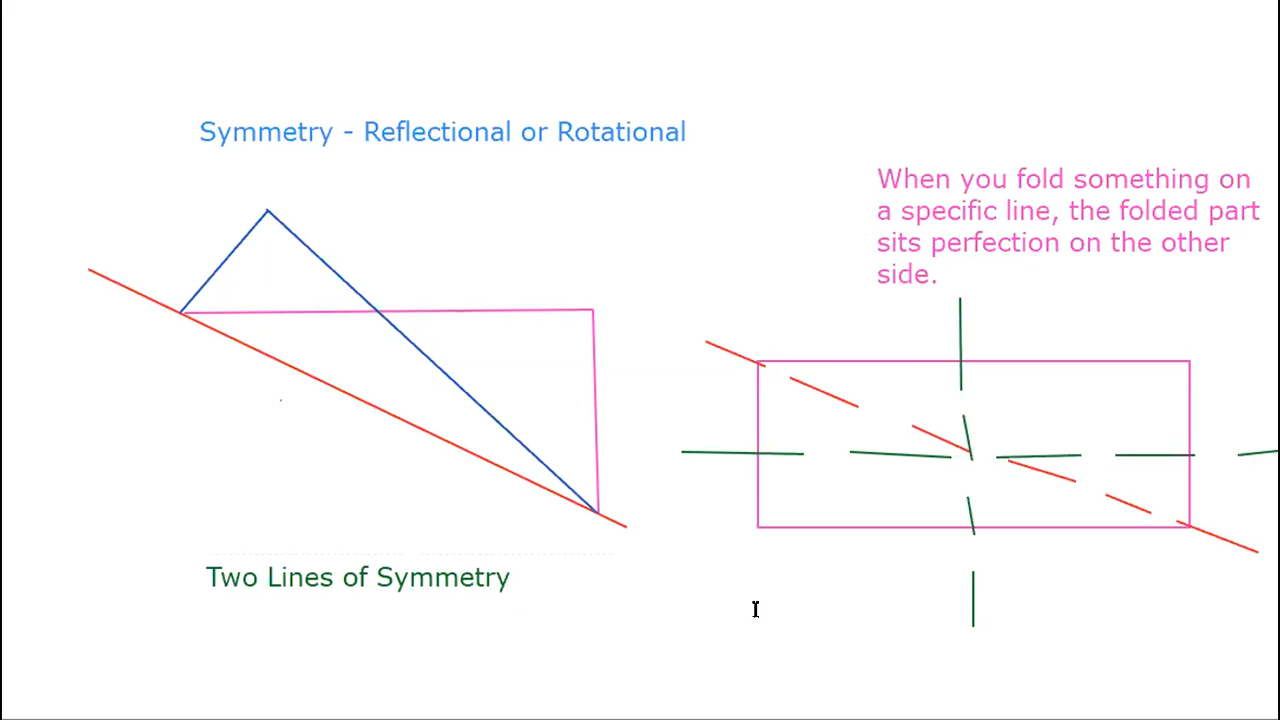 Symmetry - Reflectional or Rotational
When you fold something on
a specific line, the folded part
sits perfection on the other
side.
Two Lines of Symmetry